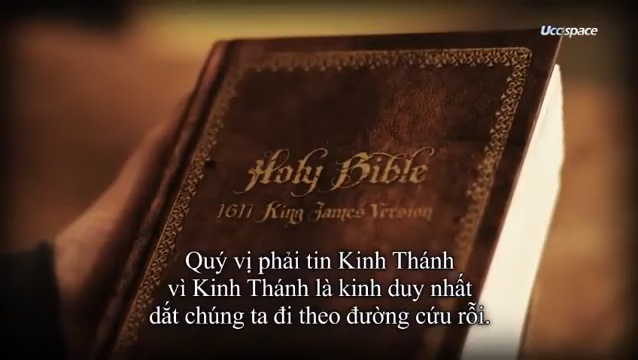 Uccspace
Holy Bible
1611 King James Version
Quý vị phải tin Kinh Thánh
vì Kinh Thánh là kinh duy nhất
dắt chúng ta đi theo đường cứu rỗi.